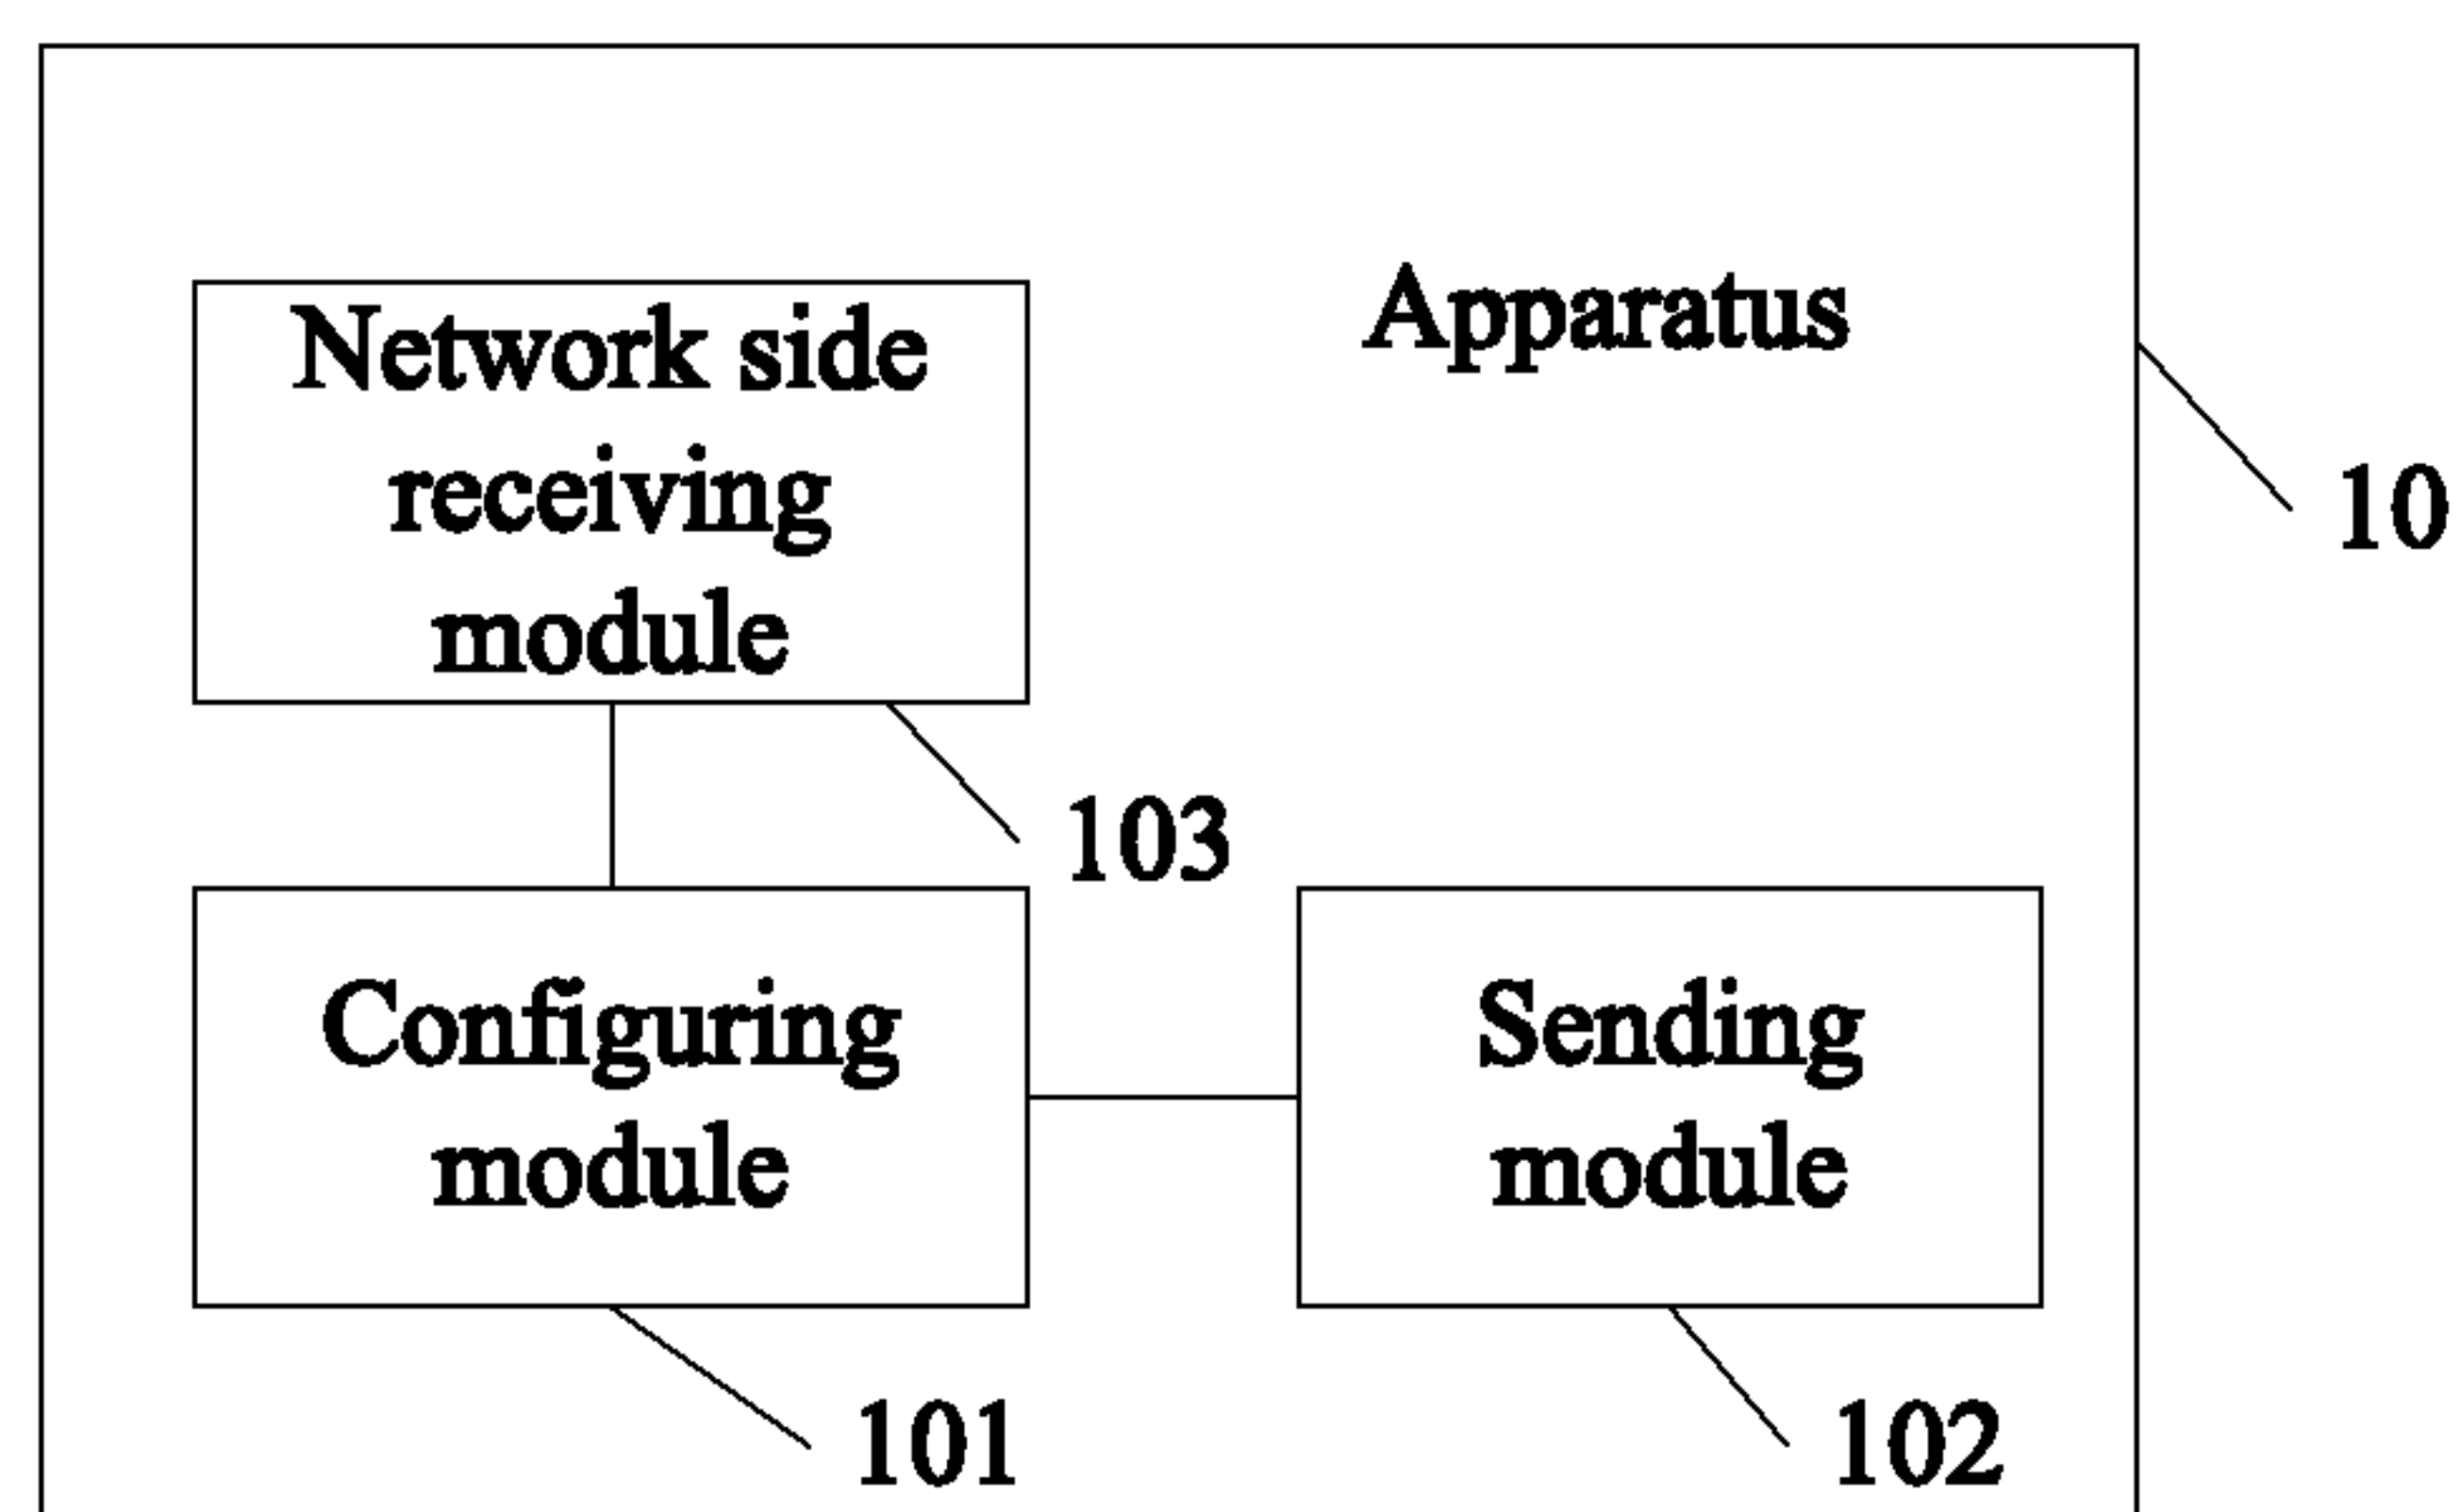 Network side
receiving
module
Apparatus
10
103
Configuring
module
Sending
module
101
102